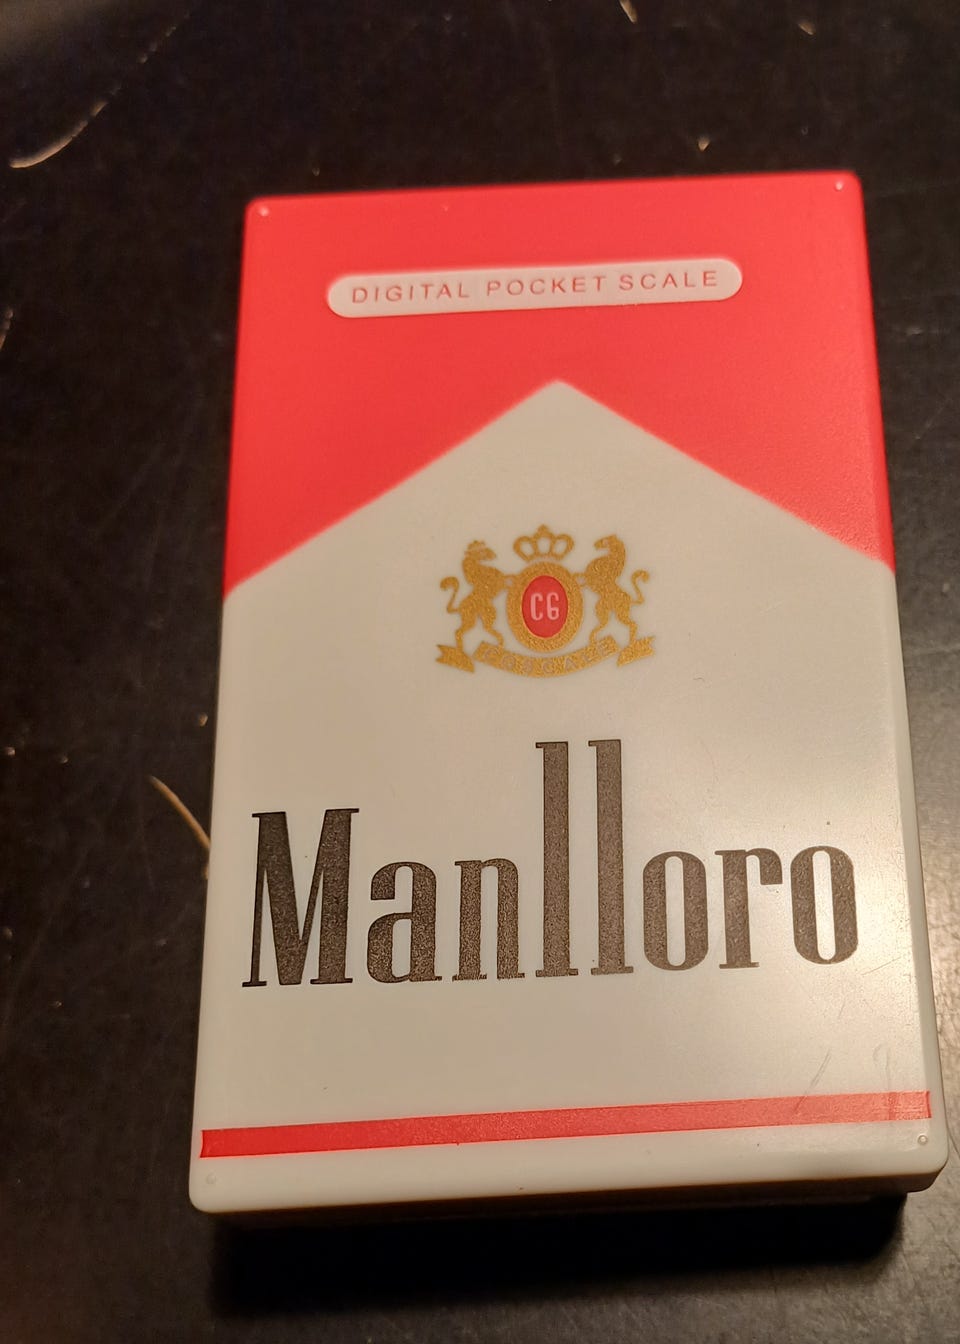 DIGITAL POCKET SCALE
CG
Manlloro